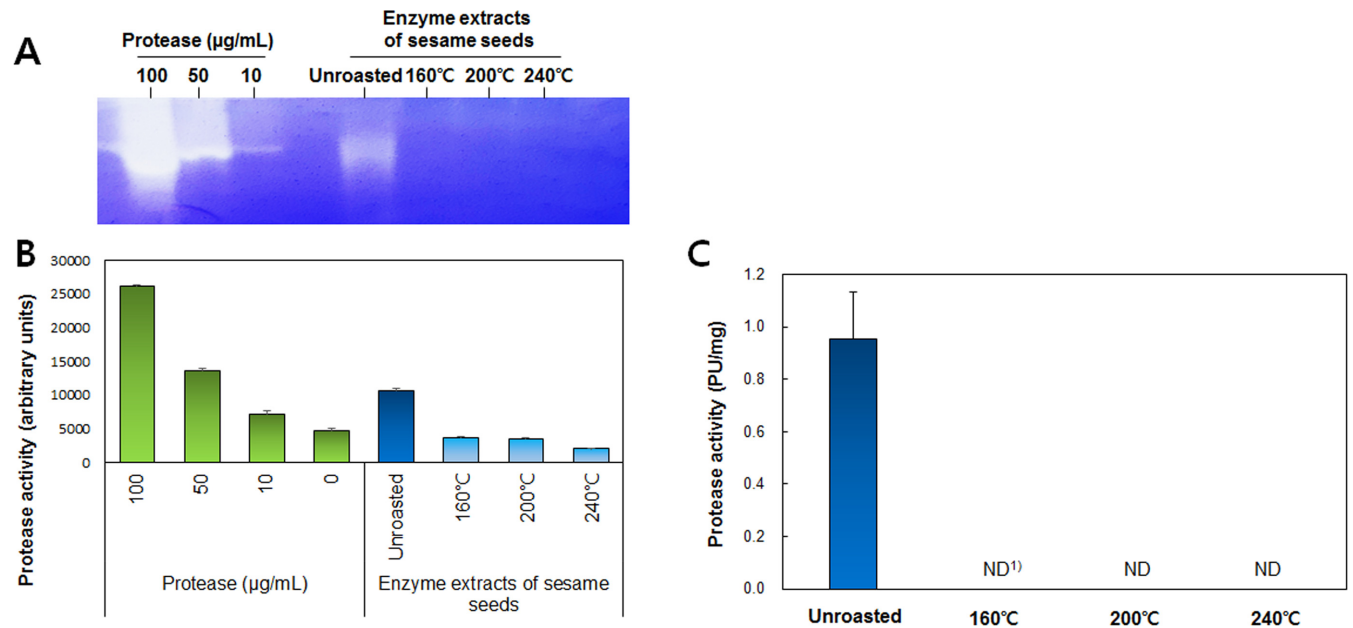 A
Protease (μg/mL)
Enzyme extracts
of sesame seeds
100 50 10
Unroasted 160℃ 200℃ 240℃
B
Protease activity (arbitrary units)
30000
25000
20000
15000
10000
5000
0
100 50 10 0 Unroasted 160℃ 200℃ 240℃
Protease (μg/mL)
Enzyme extracts of sesame
seeds
C
Protease activity (PU/mg)
1.2
1.0
0.8
0.6
0.4
0.2
0.0
ND1) ND ND
Unroasted 160℃ 200℃ 240℃